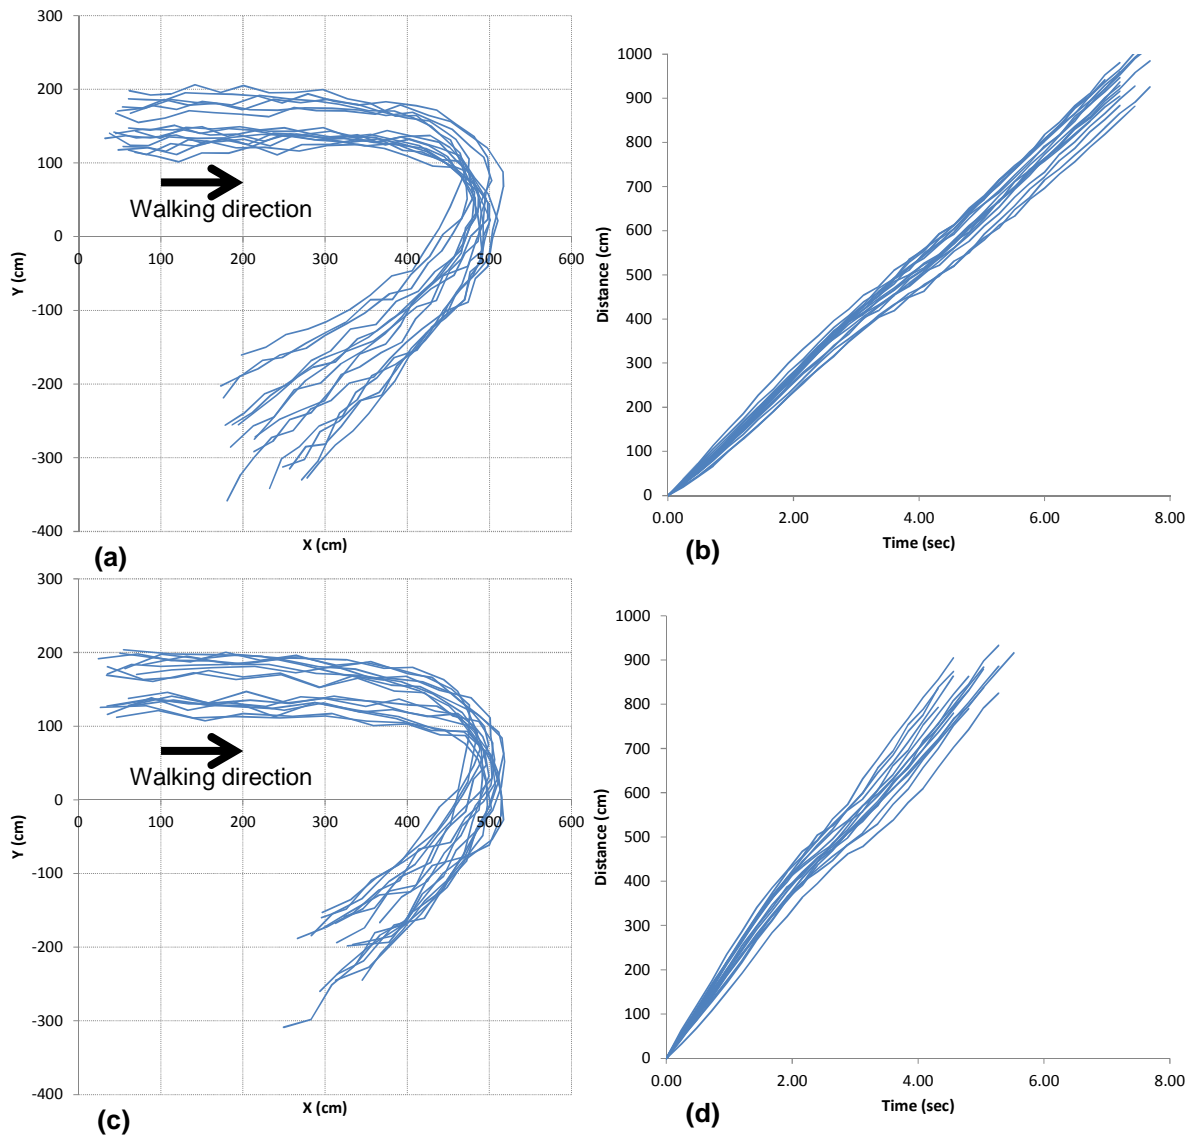 300
200
100
0
-100
-200
-300
-400
0 100 200 300 400 500 600
Y (cm)
X (cm)
Walking direction
(a)
1000
900
800
700
600
500
400
300
200
100
0
0.00 2.00 4.00 6.00 8.00
Distance (cm)
Time (sec)
(b)
300
200
100
0
-100
-200
-300
-400
0 100 200 300 400 500 600
Y (cm)
X (cm)
Walking direction
(c)
1000
900
800
700
600
500
400
300
200
100
0
0.00 2.00 4.00 6.00 8.00
Distance (cm)
Time (sec)
(d)